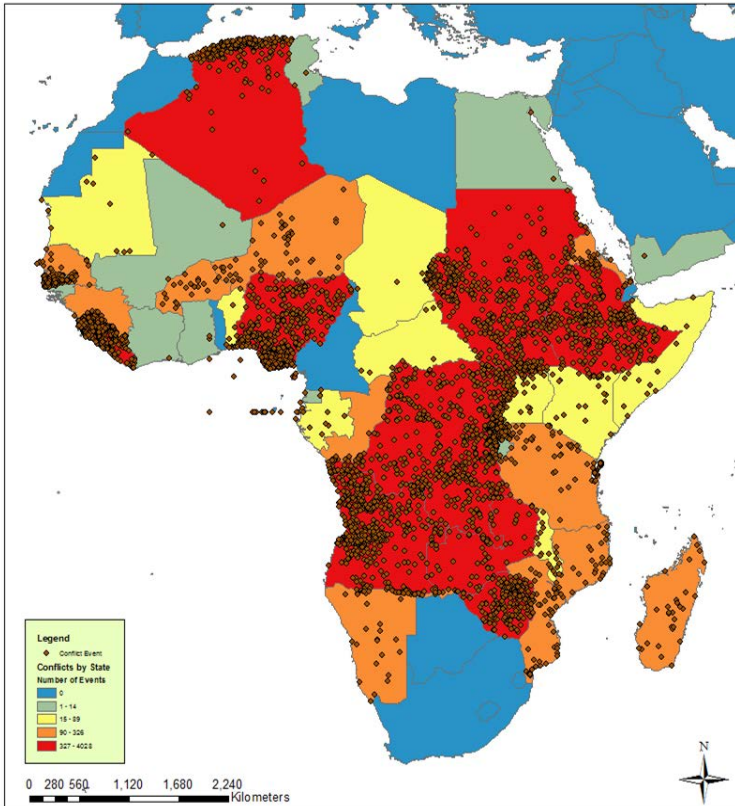 Legend
Conflict Event
Conflicts by State
Number of Events
0
1 - 14
15 - 89
90 - 326
327 - 4028
N
0 280 560 1,120 1,680 2,240
Kilometers